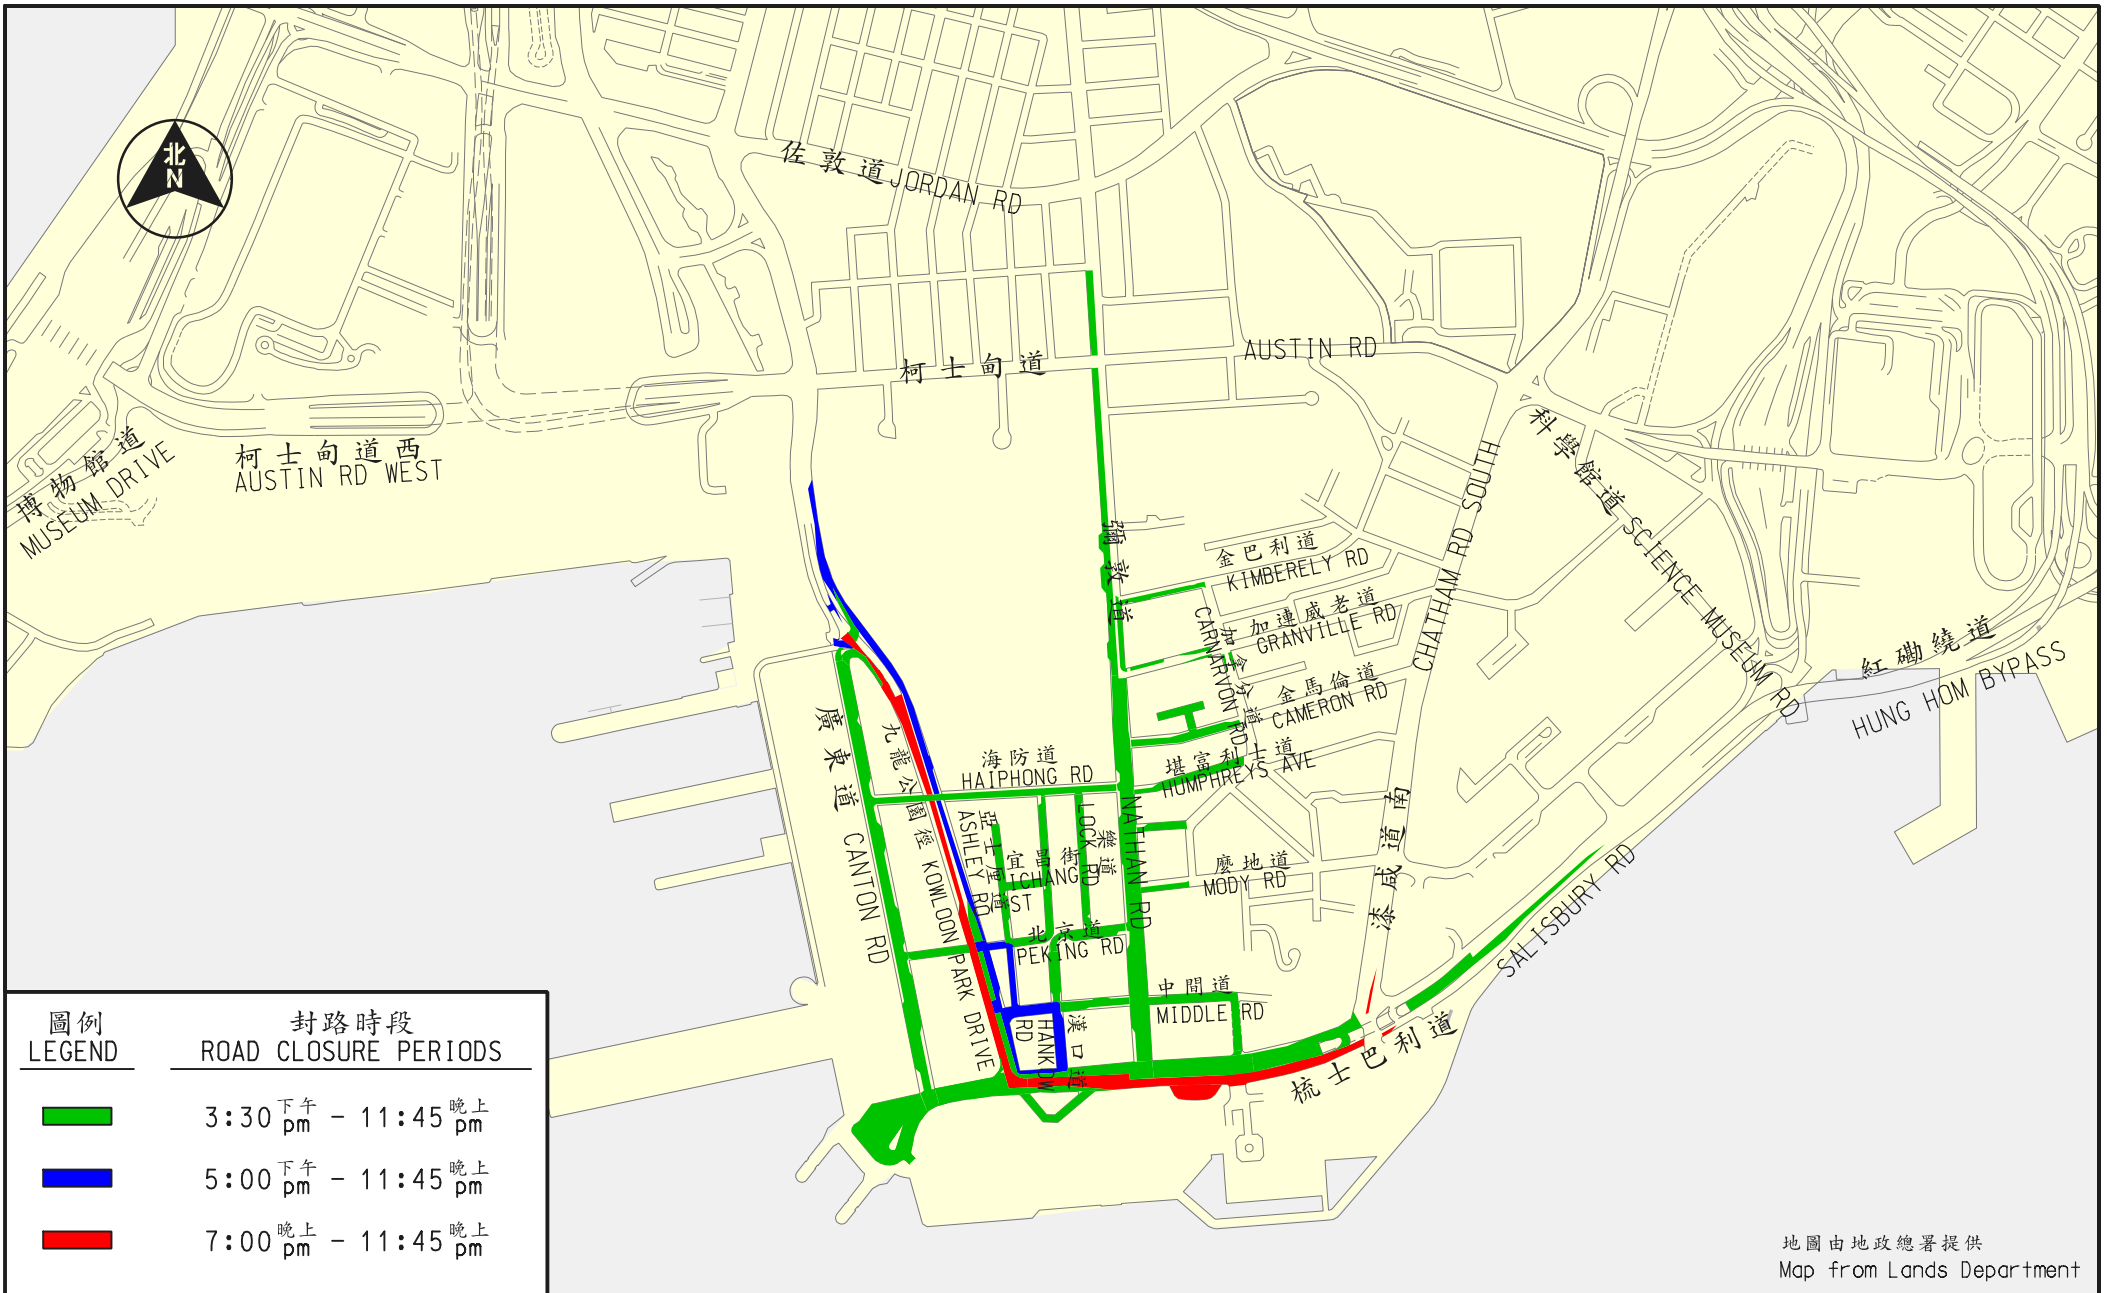 北
N
佐敦道 JORDAN RD
柯士甸道
AUSTIN RD
博物館道
MUSEUM DRIVE
柯士甸道西
AUSTIN RD WEST
科學館道 SCIENCE MUSEUM RD
CHATHAM RD SOUTH
漆咸道南
彌敦道
NATHAN RD
金巴利道
KIMBERELY RD
加連威老道
GRANVILLE RD
加拿分道
CARNARVON RD
金馬倫道
CAMERON RD
堪富利士道
HUMPHREYS AVE
紅磡繞道
HUNG HOM BYPASS
廣東道 CANTON RD
九龍公園徑 KOWLOON PARK DRIVE
海防道
HAIPHONG RD
亞士厘道
ASHLEY RD
宜昌街
ICHANG
ST
樂道
LOCK RD
麼地道
MODY RD
北京道
PEKING RD
中間道
MIDDLE RD
漢口道
HANKOW
RD
SALISBURY RD
梳士巴利道
圖例
LEGEND
封路時段
ROAD CLOSURE PERIODS
3:30 下午 pm - 11:45 晚上 pm
5:00 下午 pm - 11:45 晚上 pm
7:00 晚上 pm - 11:45 晚上 pm
地圖由地政總署提供
Map from Lands Department